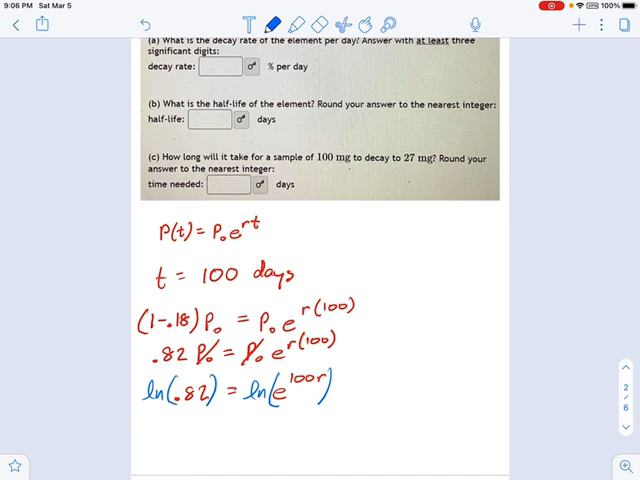 9:06 PM Sat Mar 5
100%
(a) What is the decay rate of the element per day? Answer with at least three
significant digits:
decay rate: % per day
(b) What is the half-life of the element? Round your answer to the nearest integer:
half-life: days
(c) How long will it take for a sample of 100 mg to decay to 27 mg? Round your
answer to the nearest integer:
time needed: days
P(t) = P₀e^rt
t = 100 days
(1-.18) P₀ = P₀ e^r(100)
.82 P₀ = P₀ e^r(100)
ln(.82) = ln(e^100r)
2
/
6